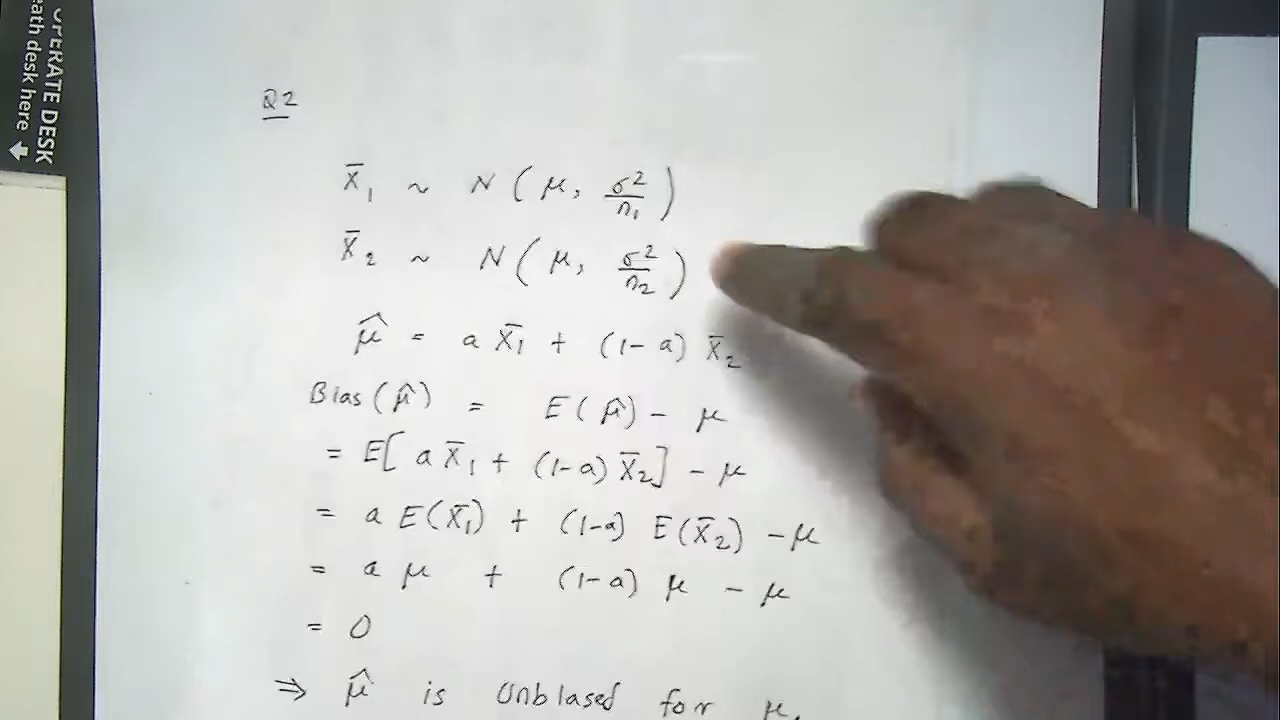 OPERATE DESK
eath desk here
Q2
X̄₁ ~ N(μ, σ²/n₁)
X̄₂ ~ N(μ, σ²/n₂)
μ̂ = a X̄₁ + (1-a) X̄₂
Bias(μ̂) = E(μ̂) - μ
= E[a X̄₁ + (1-a) X̄₂] - μ
= a E(X̄₁) + (1-a) E(X̄₂) - μ
= a μ + (1-a) μ - μ
= 0
⇒ μ̂ is Unbiased for μ.